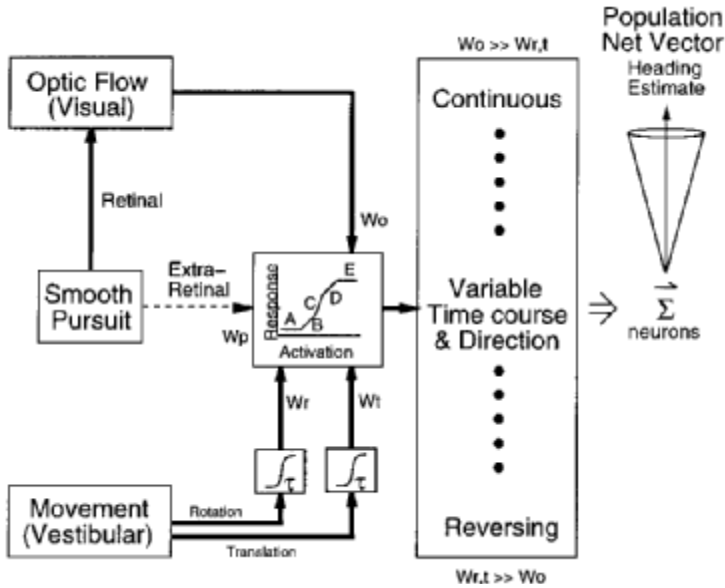 Population
Net Vector
Heading
Estimate
Wo >> Wr,t
Optic Flow
(Visual)
Continuous
Retinal
Wo
Smooth
Pursuit
Extra-
Retinal
Wp
Response
A
B
C
D
E
Activation
Variable
Time course
& Direction
⇒
→
Σ
neurons
Wr
Wt
τ
τ
Movement
(Vestibular)
Rotation
Translation
Reversing
Wr,t >> Wo